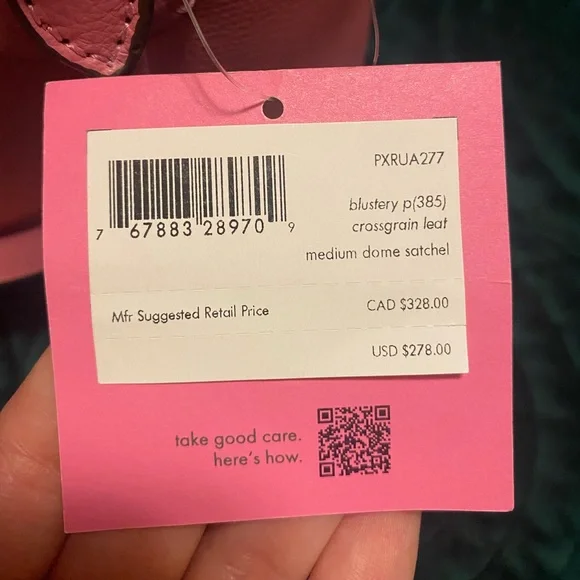 PXRUA277
7 67883 28970 9
blustery p(385)
crossgrain leat
medium dome satchel
Mfr Suggested Retail Price CAD $328.00
USD $278.00
take good care.
here's how.